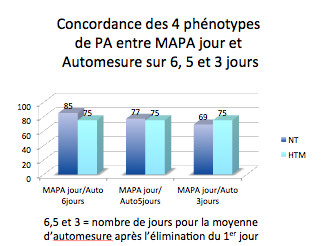 Concordance des 4 phénotypes
de PA entre MAPA jour et
Automesure sur 6, 5 et 3 jours
100
80
60
40
20
0
85
75
77
75
69
75
MAPA jour/Auto
6jours
MAPA jour/
Auto5jours
MAPA jour/Auto
3jours
NT
HTM
6,5 et 3 = nombre de jours pour la moyenne
d'automesure après l'élimination du 1er jour